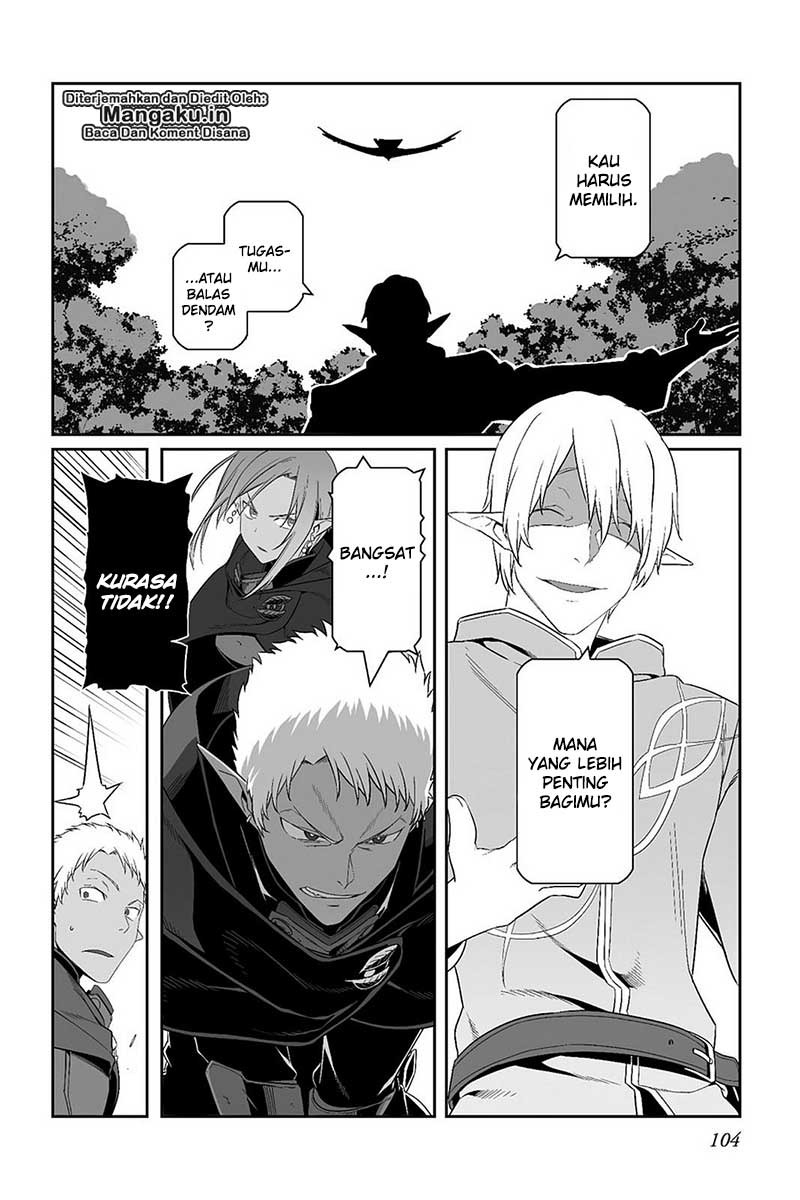 Diterjemahkan dan Diedit Oleh:
Mangaku.in
Baca Dan Koment Disana
KAU
HARUS
MEMILIH.
TUGAS-
MU...
...ATAU
BALAS
DENDAM
?
MANA
YANG LEBIH
PENTING
BAGIMU?
BANGSAT
...!
KURASA
TIDAK!!
104